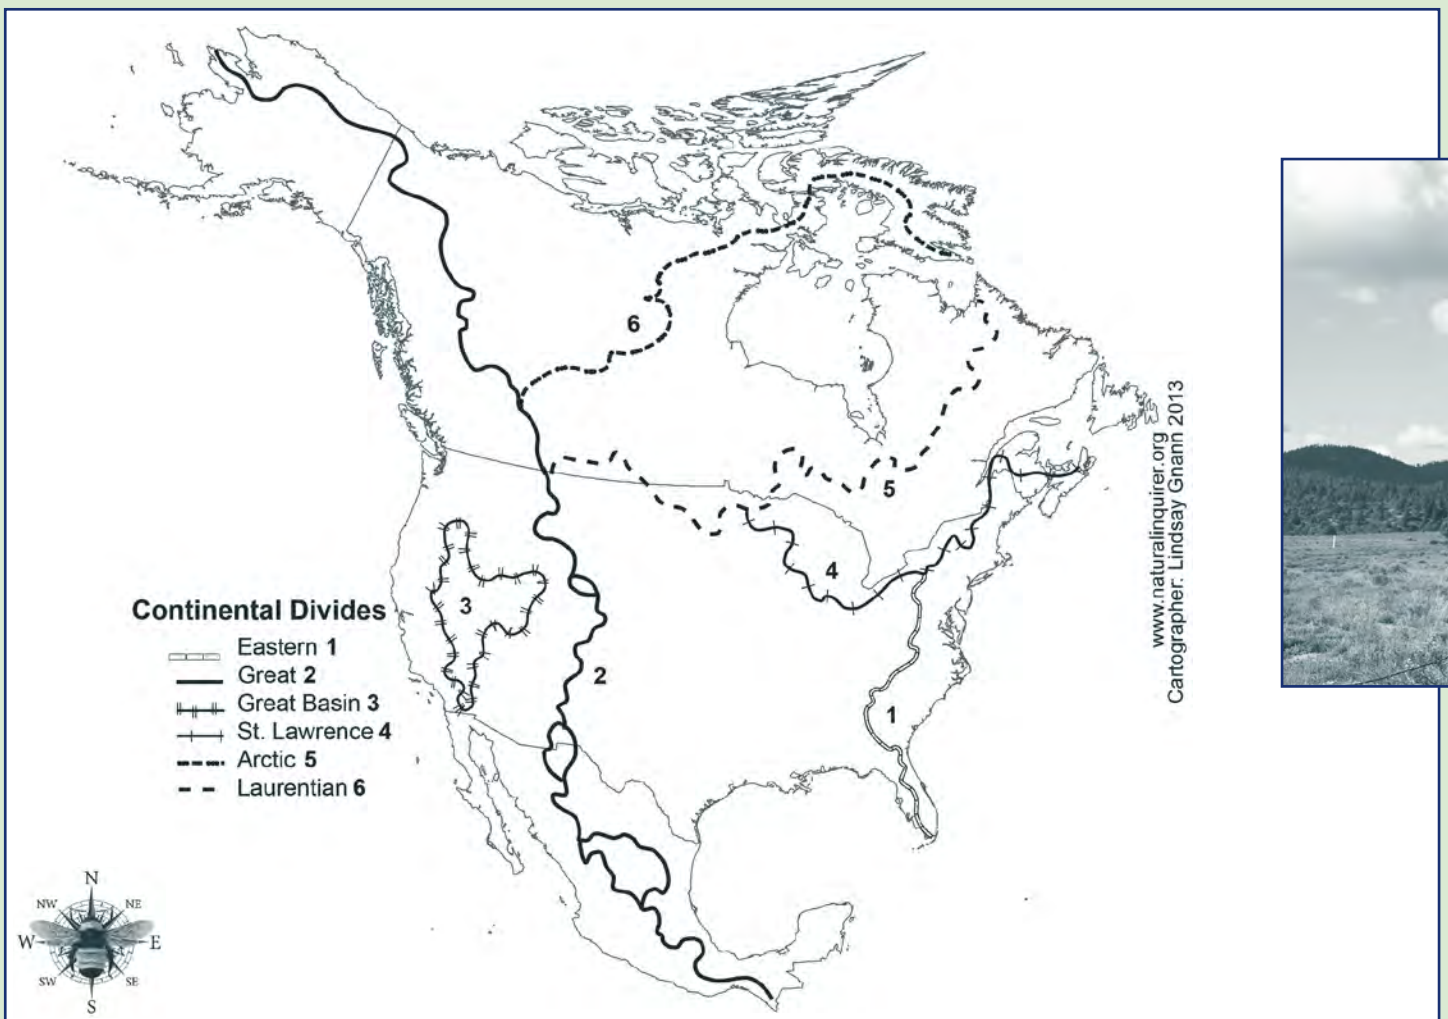 Continental Divides
Eastern 1
Great 2
Great Basin 3
St. Lawrence 4
Arctic 5
Laurentian 6
6
5
4
3
2
1
www.naturalinquirer.org
Cartographer: Lindsay Gnann 2013
N
NW NE
W E
SW SE
S